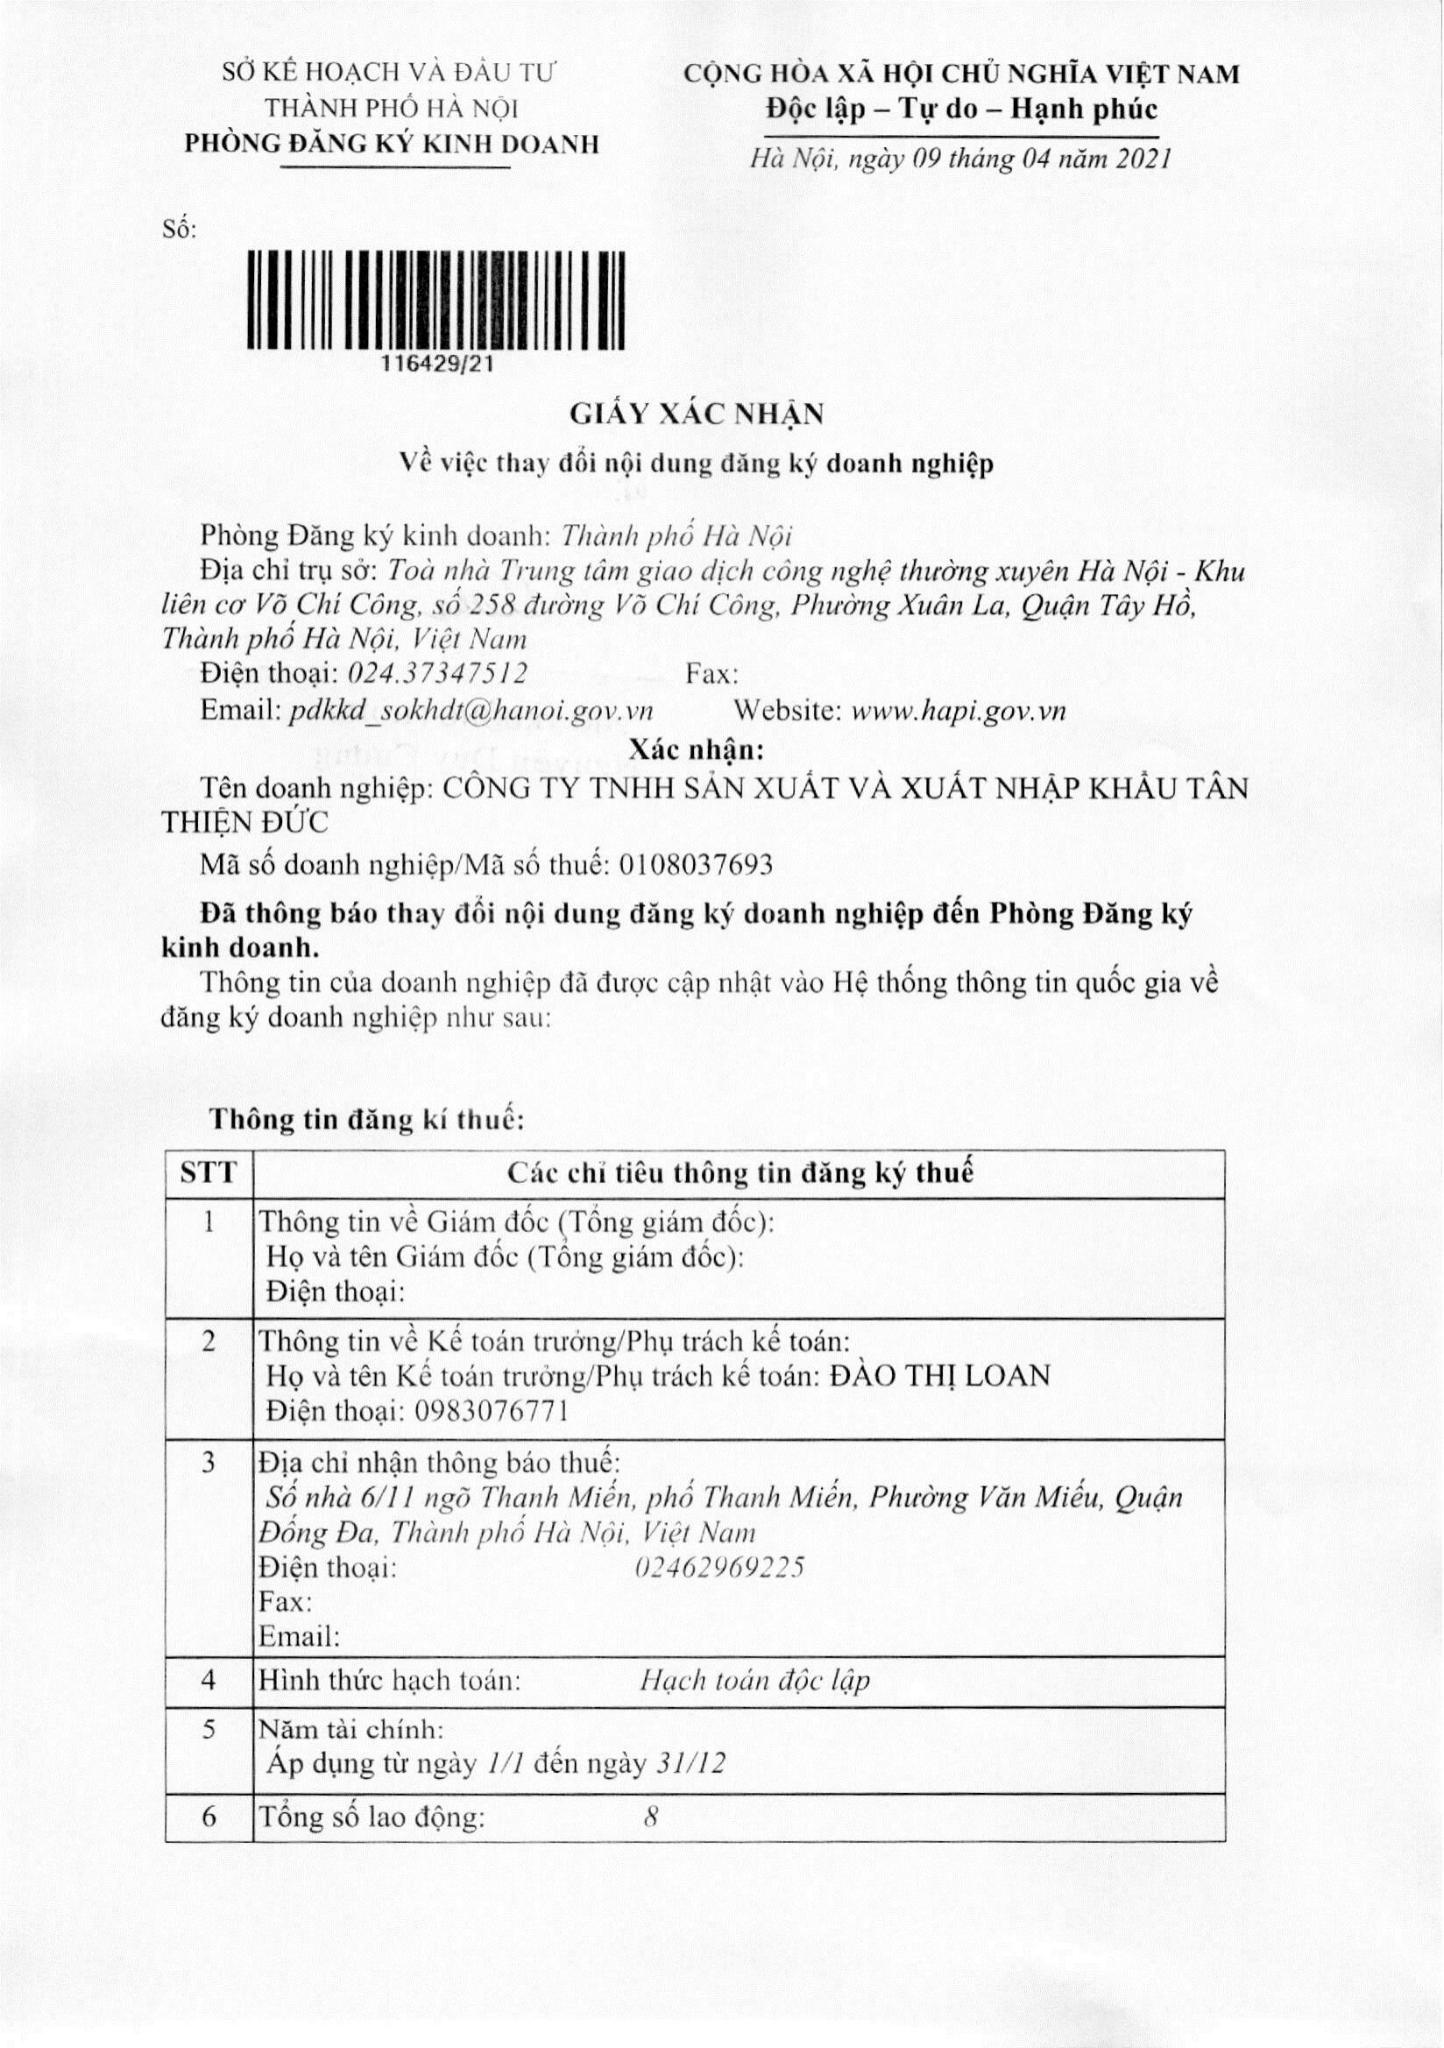 SỞ KẾ HOẠCH VÀ ĐẦU TƯ
THÀNH PHỐ HÀ NỘI
PHÒNG ĐĂNG KÝ KINH DOANH
CỘNG HÒA XÃ HỘI CHỦ NGHĨA VIỆT NAM
Độc lập – Tự do – Hạnh phúc
Hà Nội, ngày 09 tháng 04 năm 2021
Số:
116429/21
GIẤY XÁC NHẬN
Về việc thay đổi nội dung đăng ký doanh nghiệp
Phòng Đăng ký kinh doanh: Thành phố Hà Nội
Địa chỉ trụ sở: Toà nhà Trung tâm giao dịch công nghệ thường xuyên Hà Nội - Khu
liên cơ Võ Chí Công, số 258 đường Võ Chí Công, Phường Xuân La, Quận Tây Hồ,
Thành phố Hà Nội, Việt Nam
Điện thoại: 024.37347512 Fax:
Email: pdkkd_sokhdt@hanoi.gov.vn Website: www.hapi.gov.vn
Xác nhận:
Tên doanh nghiệp: CÔNG TY TNHH SẢN XUẤT VÀ XUẤT NHẬP KHẨU TÂN
THIỆN ĐỨC
Mã số doanh nghiệp/Mã số thuế: 0108037693
Đã thông báo thay đổi nội dung đăng ký doanh nghiệp đến Phòng Đăng ký
kinh doanh.
Thông tin của doanh nghiệp đã được cập nhật vào Hệ thống thông tin quốc gia về
đăng ký doanh nghiệp như sau:
Thông tin đăng kí thuế:
STT Các chỉ tiêu thông tin đăng ký thuế
1 Thông tin về Giám đốc (Tổng giám đốc):
Họ và tên Giám đốc (Tổng giám đốc):
Điện thoại:
2 Thông tin về Kế toán trưởng/Phụ trách kế toán:
Họ và tên Kế toán trưởng/Phụ trách kế toán: ĐÀO THỊ LOAN
Điện thoại: 0983076771
3 Địa chỉ nhận thông báo thuế:
Số nhà 6/11 ngõ Thanh Miến, phố Thanh Miến, Phường Văn Miếu, Quận
Đống Đa, Thành phố Hà Nội, Việt Nam
Điện thoại: 02462969225
Fax:
Email:
4 Hình thức hạch toán: Hạch toán độc lập
5 Năm tài chính:
Áp dụng từ ngày 1/1 đến ngày 31/12
6 Tổng số lao động: 8